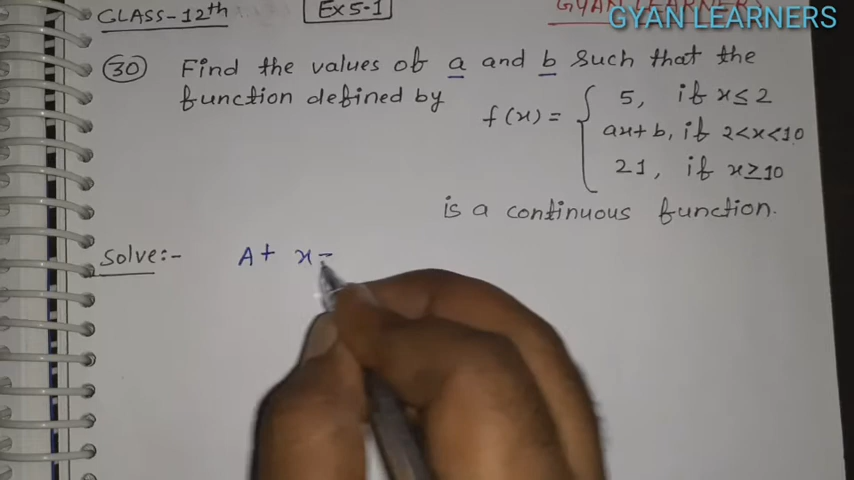 CLASS-12th
Ex 5.1
GYAN LEARNERS
30 Find the values of a and b such that the
function defined by
f(x) = { 5, if x ≤ 2
ax+b, if 2<x<10
21, if x ≥ 10
is a continuous function.
Solve:- At x=